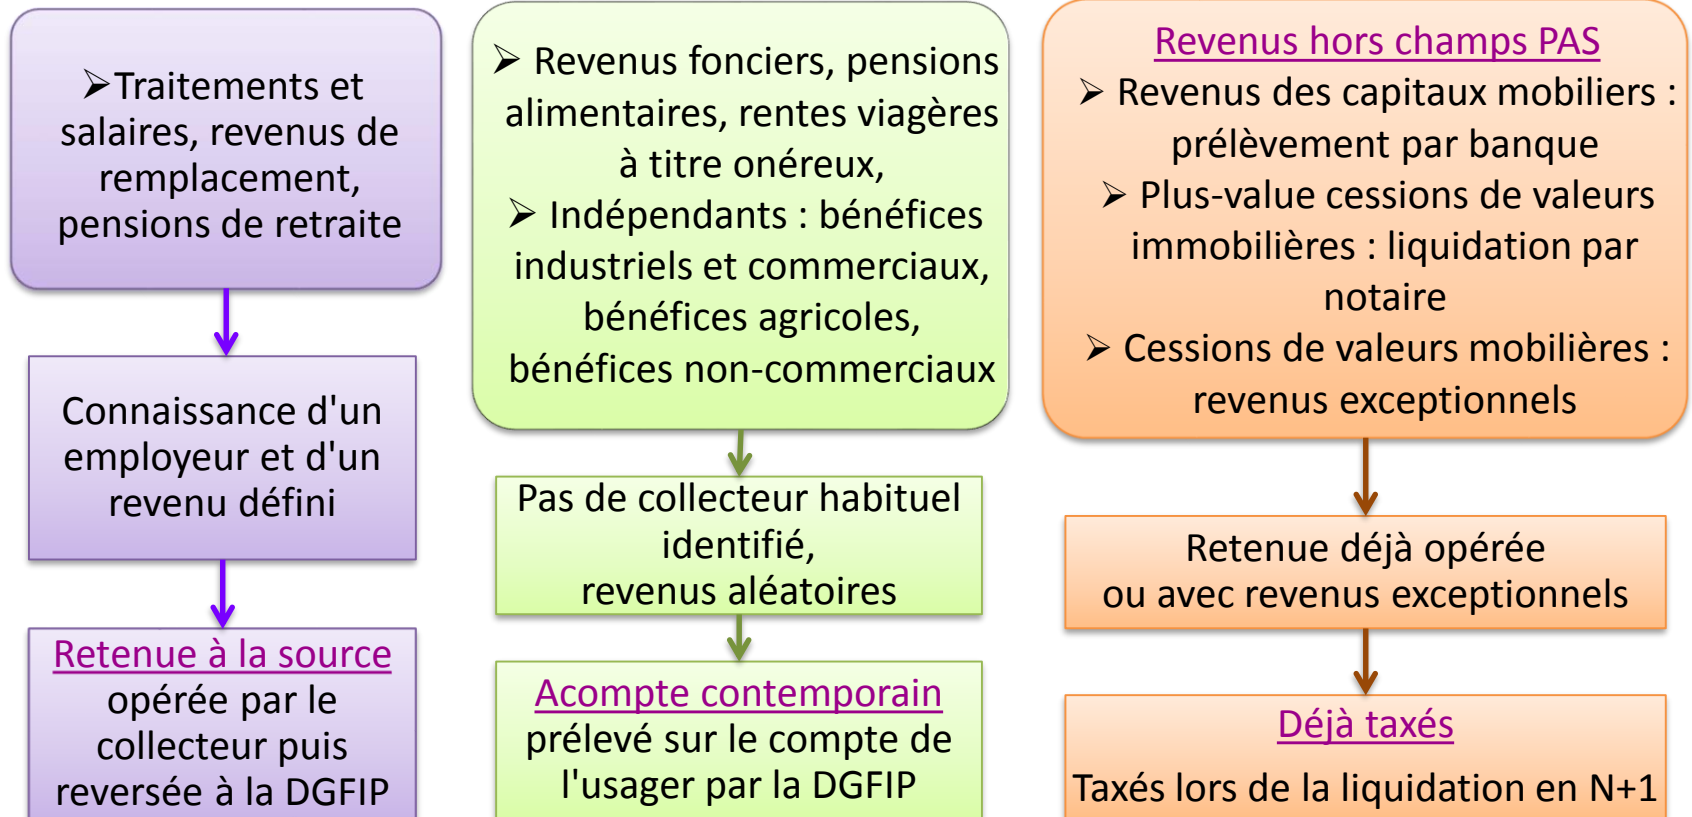 ➢Traitements et
salaires, revenus de
remplacement,
pensions de retraite
Connaissance d'un
employeur et d'un
revenu défini
Retenue à la source
opérée par le
collecteur puis
reversée à la DGFIP
➢ Revenus fonciers, pensions
alimentaires, rentes viagères
à titre onéreux,
➢ Indépendants : bénéfices
industriels et commerciaux,
bénéfices agricoles,
bénéfices non-commerciaux
Pas de collecteur habituel
identifié,
revenus aléatoires
Acompte contemporain
prélevé sur le compte de
l'usager par la DGFIP
Revenus hors champs PAS
➢ Revenus des capitaux mobiliers :
prélèvement par banque
➢ Plus-value cessions de valeurs
immobilières : liquidation par
notaire
➢ Cessions de valeurs mobilières :
revenus exceptionnels
Retenue déjà opérée
ou avec revenus exceptionnels
Déjà taxés
Taxés lors de la liquidation en N+1